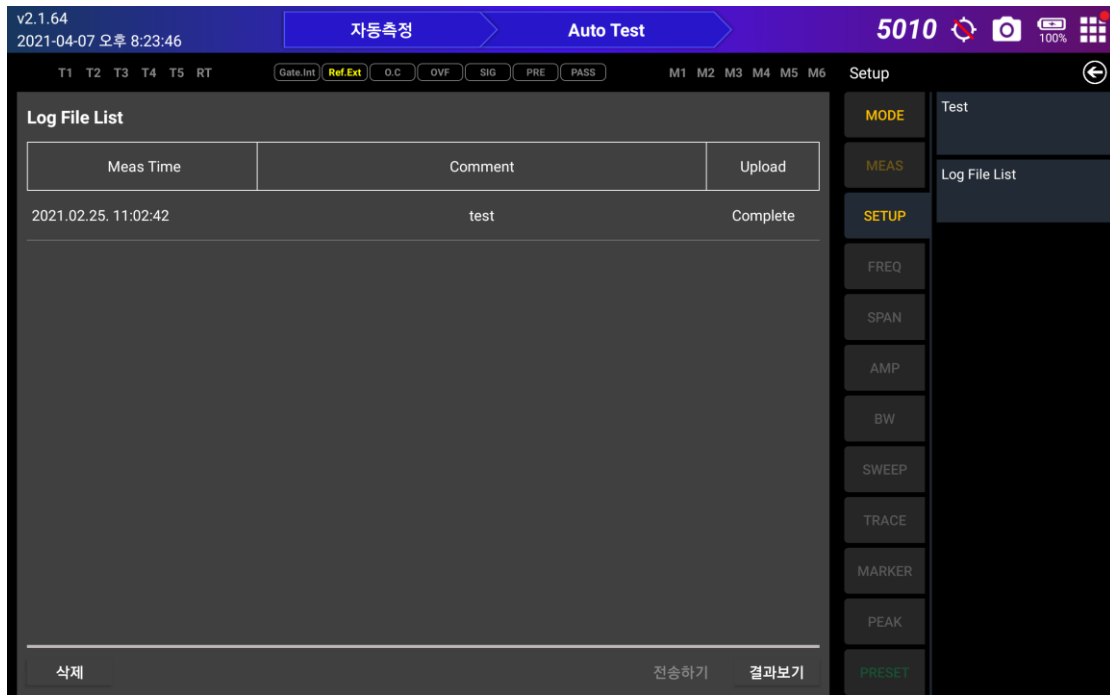 v2.1.64
2021-04-07 오후 8:23:46
자동측정
Auto Test
5010
100%
T1 T2 T3 T4 T5 RT
Gate.Int Ref.Ext O.C OVF SIG PRE PASS
M1 M2 M3 M4 M5 M6
Setup
Log File List
Meas Time Comment Upload
2021.02.25. 11:02:42 test Complete
삭제
전송하기
결과보기
MODE
MEAS
SETUP
FREQ
SPAN
AMP
BW
SWEEP
TRACE
MARKER
PEAK
PRESET
Test
Log File List